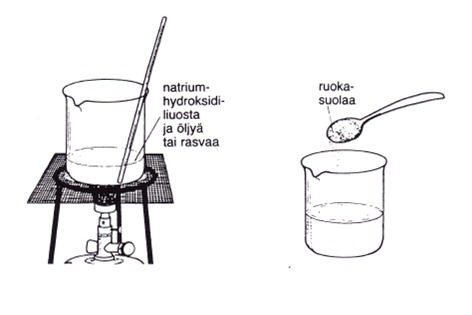 natrium-
hydroksidi-
liuosta
ja öljyä
tai rasvaa
ruoka-
suolaa